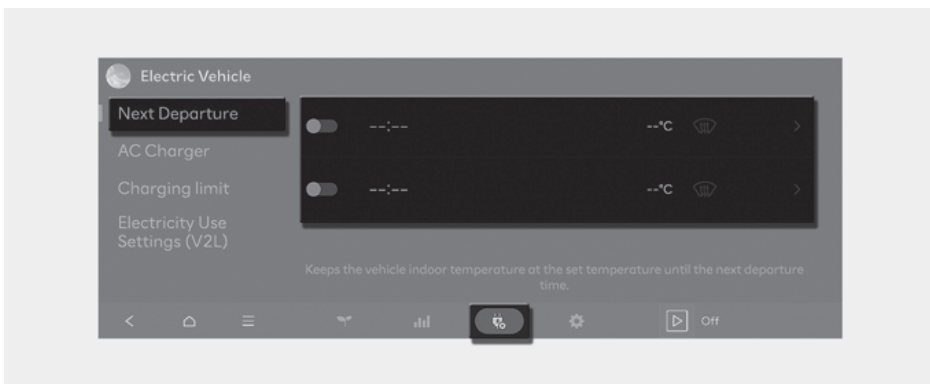 Electric Vehicle
Next Departure
--:--
--°C
AC Charger
Charging limit
--:--
--°C
Electricity Use
Settings (V2L)
Keeps the vehicle indoor temperature at the set temperature until the next departure
time.
Off